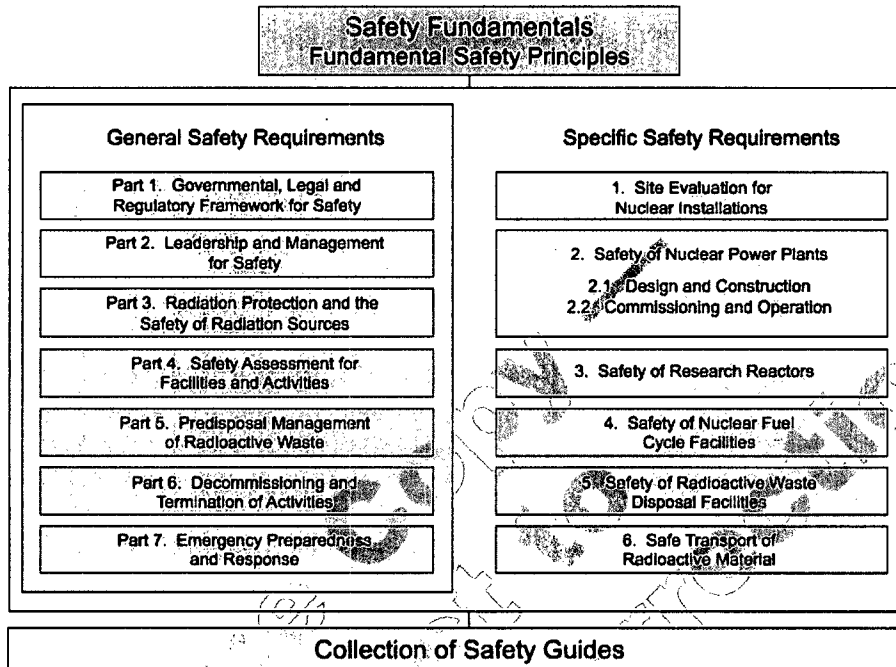 Safety Fundamentals
Fundamental Safety Principles
General Safety Requirements
Part 1. Governmental, Legal and
Regulatory Framework for Safety
Part 2. Leadership and Management
for Safety
Part 3. Radiation Protection and the
Safety of Radiation Sources
Part 4. Safety Assessment for
Facilities and Activities
Part 5. Predisposal Management
of Radioactive Waste
Part 6. Decommissioning and
Termination of Activities
Part 7. Emergency Preparedness
and Response
Specific Safety Requirements
1. Site Evaluation for
Nuclear Installations
2. Safety of Nuclear Power Plants
2.1. Design and Construction
2.2. Commissioning and Operation
3. Safety of Research Reactors
4. Safety of Nuclear Fuel
Cycle Facilities
5. Safety of Radioactive Waste
Disposal Facilities
6. Safe Transport of
Radioactive Material
Collection of Safety Guides